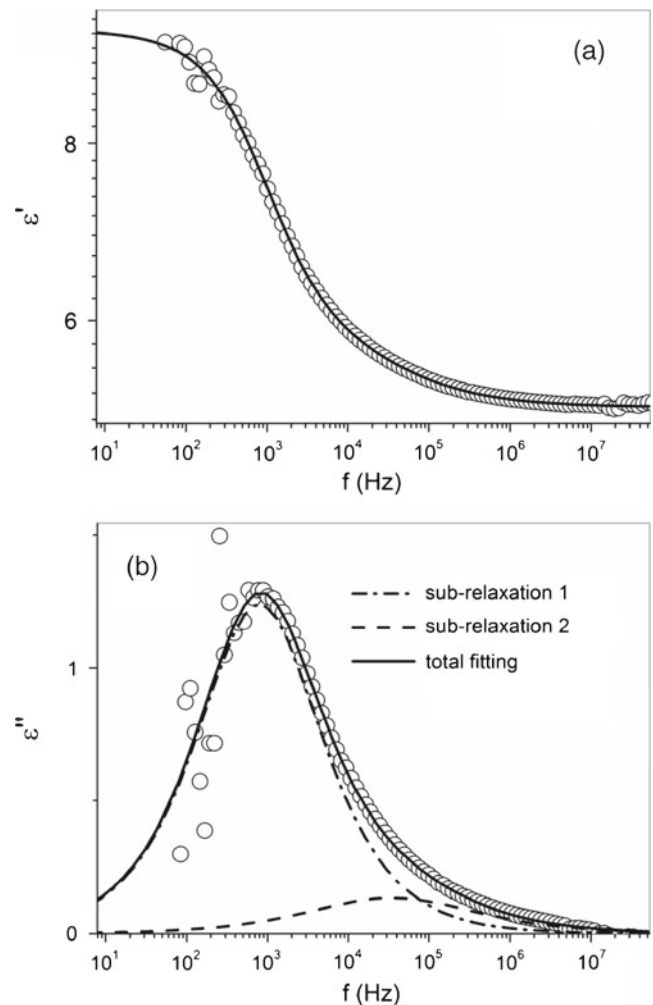 (a)
8
6
ε'
10¹ 10² 10³ 10⁴ 10⁵ 10⁶ 10⁷
f (Hz)
(b)
sub-relaxation 1
sub-relaxation 2
total fitting
1
ε"
0
10¹ 10² 10³ 10⁴ 10⁵ 10⁶ 10⁷
f (Hz)